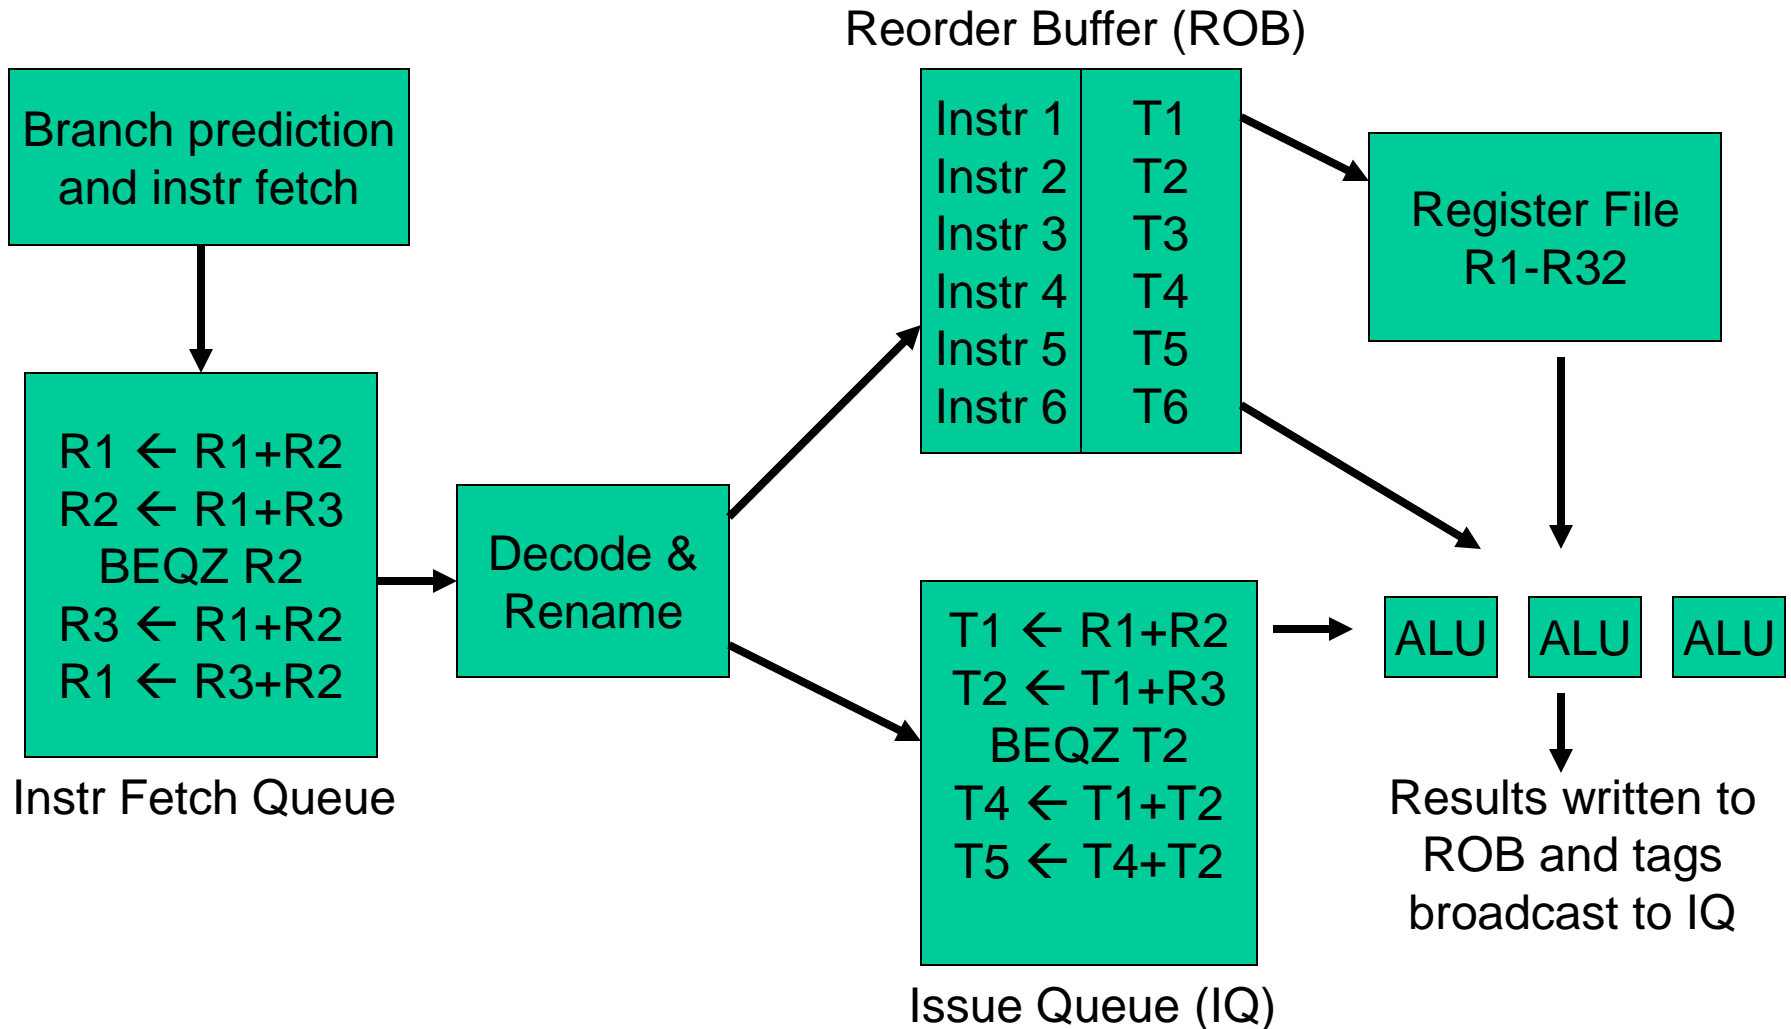 Reorder Buffer (ROB)
Branch prediction
and instr fetch
Instr 1 T1
Instr 2 T2
Instr 3 T3
Instr 4 T4
Instr 5 T5
Instr 6 T6
Register File
R1-R32
R1 ← R1+R2
R2 ← R1+R3
BEQZ R2
R3 ← R1+R2
R1 ← R3+R2
Instr Fetch Queue
Decode &
Rename
T1 ← R1+R2
T2 ← T1+R3
BEQZ T2
T4 ← T1+T2
T5 ← T4+T2
Issue Queue (IQ)
ALU ALU ALU
Results written to
ROB and tags
broadcast to IQ